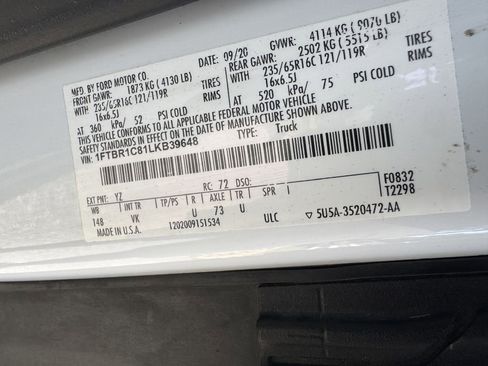 MFD. BY FORD MOTOR CO. 09/20 GVWR: 4114 KG ( 9070 LB)
FRONT GAWR: 1873 KG ( 4130 LB) REAR GAWR: 2502 KG ( 5515 LB)
WITH 235/65R16C 121/119R WITH 235/65R16C 121/119R TIRES
16x6.5J RIMS 16x6.5J RIMS
AT 360 kPa/ 52 PSI COLD AT 520 kPa/ 75 PSI COLD
THIS VEHICLE CONFORMS TO ALL APPLICABLE FEDERAL MOTOR VEHICLE
SAFETY STANDARDS IN EFFECT ON THE DATE OF MANUFACTURE SHOWN ABOVE.
VIN: 1FTBR1C81LKB39648 TYPE: Truck
EXT PNT: YZ RC: 72 DSO: F0832
WB INT TR TP/PS R AXLE TR SPR T2298
148 VK U 73 U
MADE IN U.S.A. 1202009151534 ULC ▽ 5U5A-3520472-AA